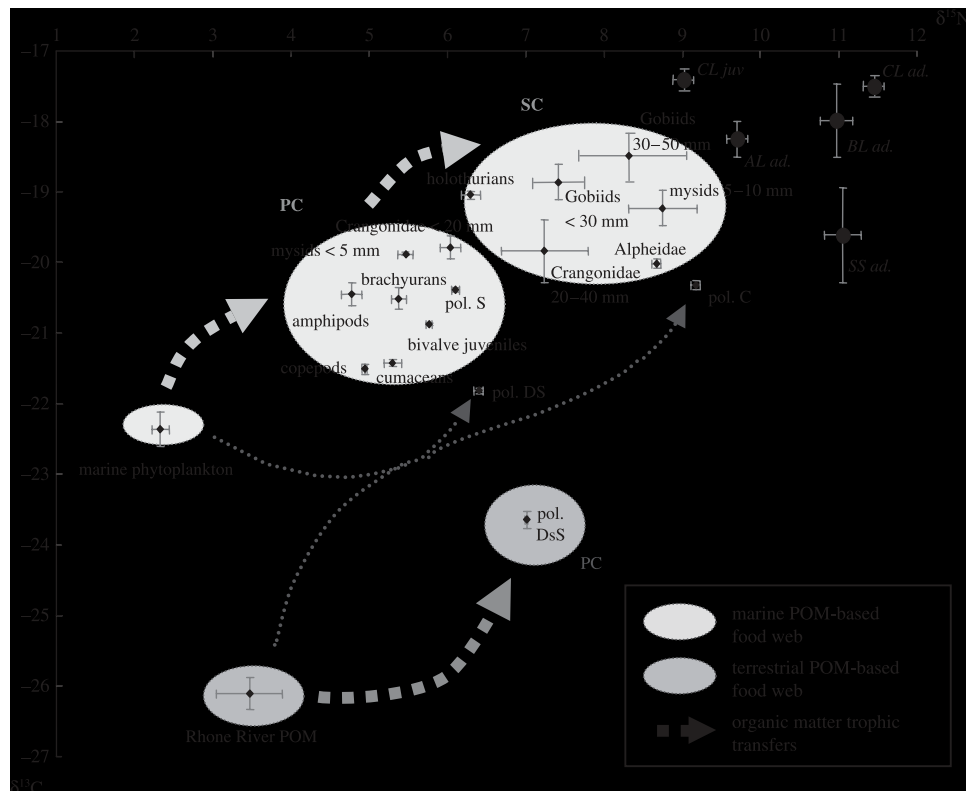 δ15N
1 2 3 4 5 6 7 8 9 10 11 12
–17
CL juv
CL ad.
SC
Gobiids
30–50 mm
–18
BL ad.
AL ad.
holothurians
mysids 5–10 mm
–19
Gobiids
< 30 mm
PC
Crangonidae < 20 mm
mysids < 5 mm
Alpheidae
SS ad.
–20
brachyurans
Crangonidae
20–40 mm
pol. S
pol. C
amphipods
–21
bivalve juveniles
copepods
cumaceans
pol. DS
–22
marine phytoplankton
–23
pol.
DsS
–24
PC
–25
marine POM-based
food web
terrestrial POM-based
food web
–26
Rhone River POM
organic matter trophic
transfers
–27
δ13C